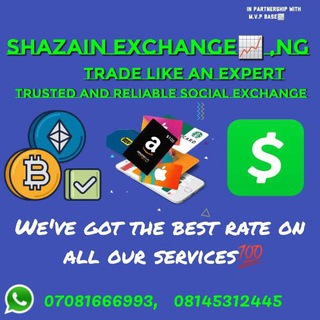 IN PARTNERSHIP WITH
M.V.P BASE
SHAZAIN EXCHANGE📈,NG
TRADE LIKE AN EXPERT
TRUSTED AND RELIABLE SOCIAL EXCHANGE
WE'VE GOT THE BEST RATE ON
ALL OUR SERVICES💯
07081666993, 08145312445